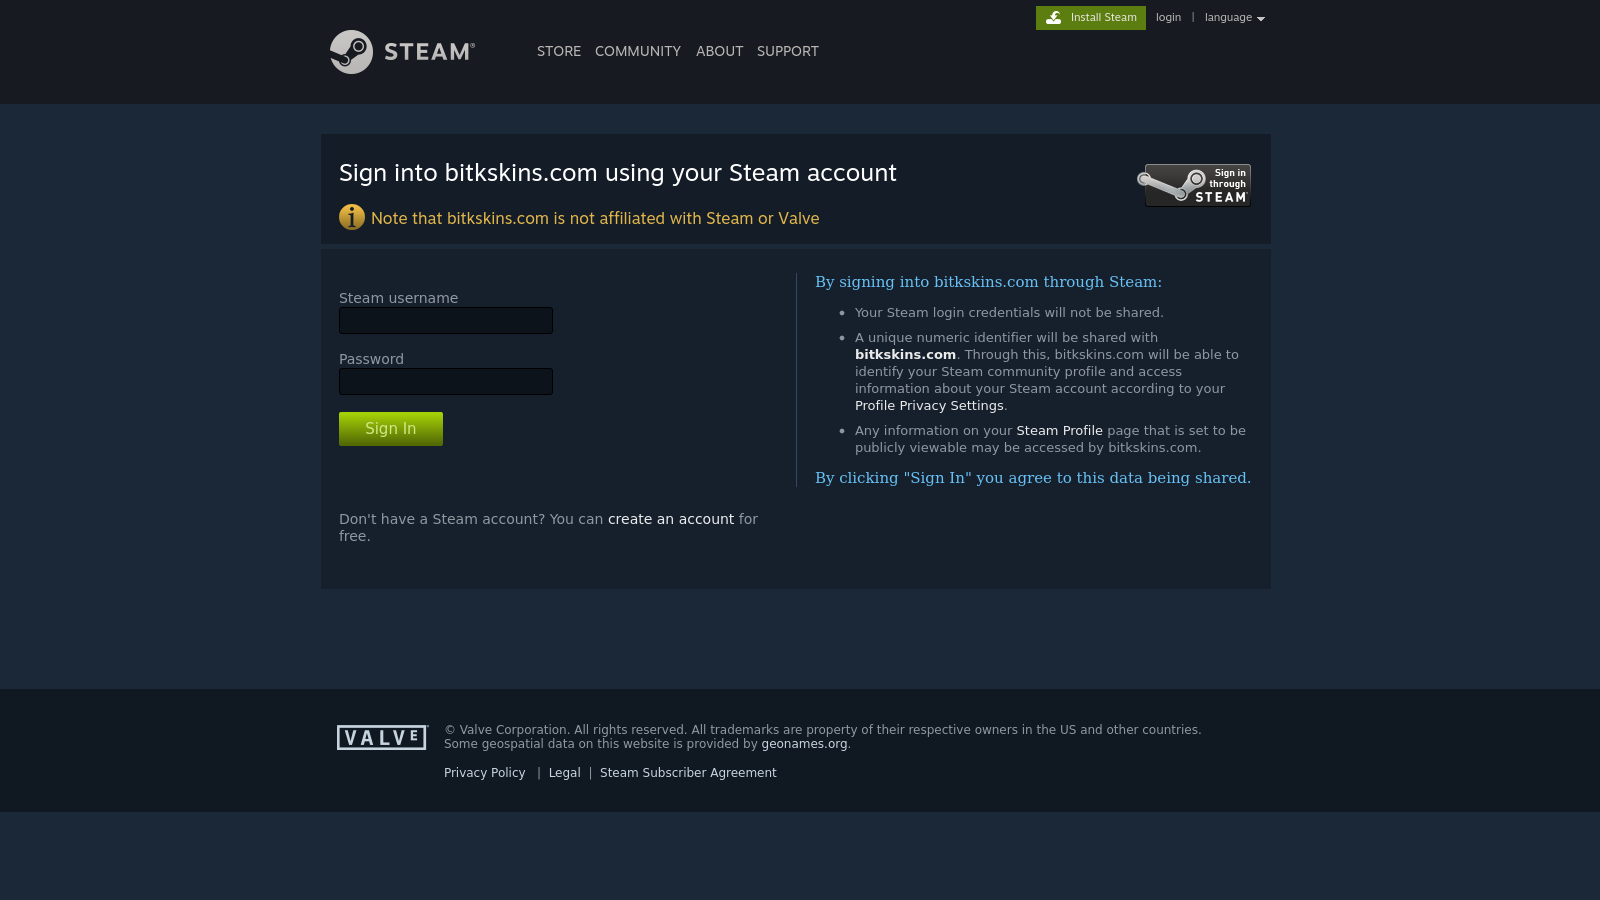 Install Steam
login | language
STEAM®
STORE COMMUNITY ABOUT SUPPORT
Sign into bitkskins.com using your Steam account
Note that bitkskins.com is not affiliated with Steam or Valve
Sign in
through
STEAM
Steam username
Password
Sign In
Don't have a Steam account? You can create an account for
free.
By signing into bitkskins.com through Steam:
• Your Steam login credentials will not be shared.
• A unique numeric identifier will be shared with
bitkskins.com. Through this, bitkskins.com will be able to
identify your Steam community profile and access
information about your Steam account according to your
Profile Privacy Settings.
• Any information on your Steam Profile page that is set to be
publicly viewable may be accessed by bitkskins.com.
By clicking "Sign In" you agree to this data being shared.
VALVE
© Valve Corporation. All rights reserved. All trademarks are property of their respective owners in the US and other countries.
Some geospatial data on this website is provided by geonames.org.
Privacy Policy | Legal | Steam Subscriber Agreement